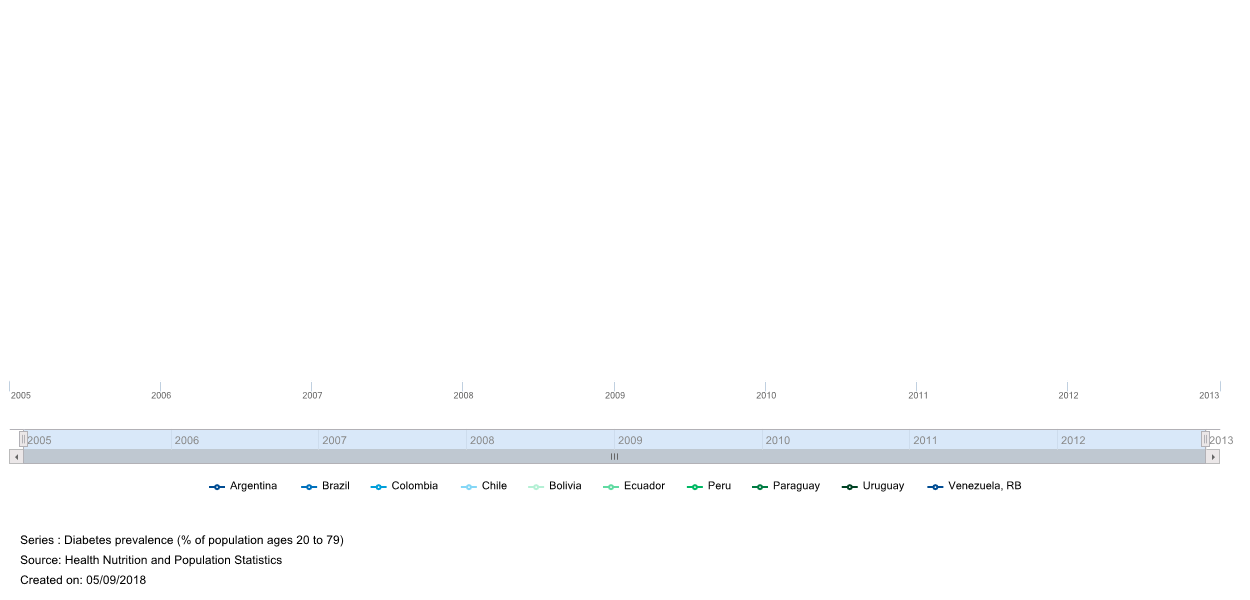 2005 2006 2007 2008 2009 2010 2011 2012 2013
2005 2006 2007 2008 2009 2010 2011 2012 2013
Argentina Brazil Colombia Chile Bolivia Ecuador Peru Paraguay Uruguay Venezuela, RB
Series : Diabetes prevalence (% of population ages 20 to 79)
Source: Health Nutrition and Population Statistics
Created on: 05/09/2018